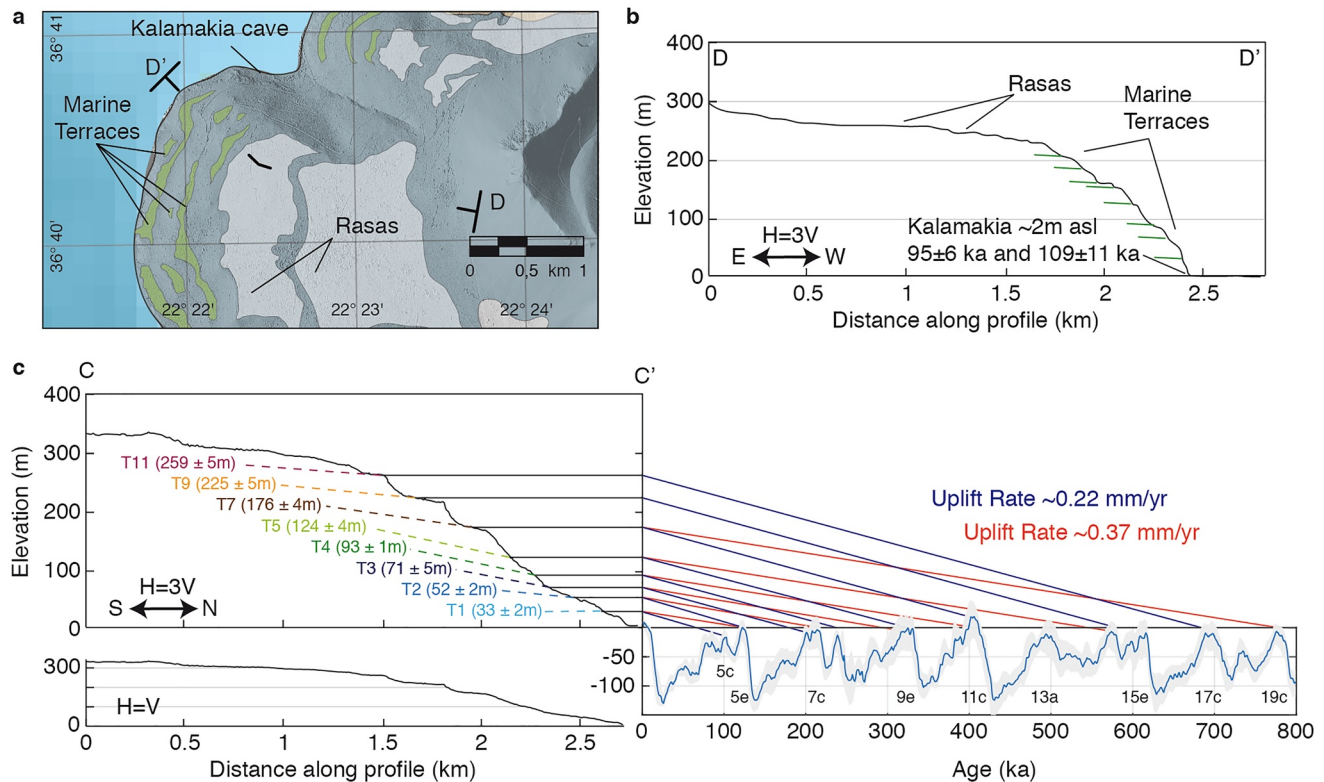 a
36° 41
Kalamakia cave
D'
Marine
Terraces
D
Rasas
36° 40'
0 0,5 km 1
22° 22'
22° 23'
22° 24'
b
400
300
200
100
0
Elevation (m)
D
D'
Rasas
Marine
Terraces
Kalamakia ~2m asl
95±6 ka and 109±11 ka
H=3V
E W
0 0.5 1 1.5 2 2.5
Distance along profile (km)
c
C
C'
400
300
200
100
0
Elevation (m)
T11 (259 ± 5m)
T9 (225 ± 5m)
T7 (176 ± 4m)
T5 (124 ± 4m)
T4 (93 ± 1m)
T3 (71 ± 5m)
T2 (52 ± 2m)
T1 (33 ± 2m)
H=3V
S N
Uplift Rate ~0.22 mm/yr
Uplift Rate ~0.37 mm/yr
-50
-100
5c
5e
7c
9e
11c
13a
15e
17c
19c
300
0
H=V
0 0.5 1 1.5 2 2.5
Distance along profile (km)
0 100 200 300 400 500 600 700 800
Age (ka)